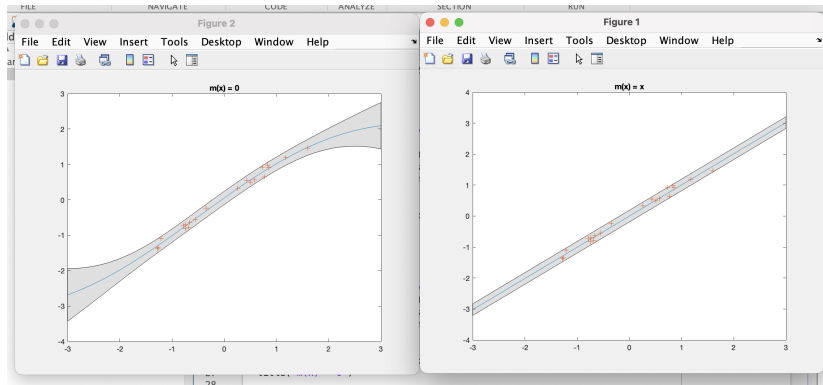 FILE NAVIGATE CODE ANALYZE SECTION RUN
Figure 2
File Edit View Insert Tools Desktop Window Help
m(x) = 0
3
2
1
0
-1
-2
-3
-4
-3 -2 -1 0 1 2 3
Figure 1
File Edit View Insert Tools Desktop Window Help
m(x) = x
4
3
2
1
0
-1
-2
-3
-4
-3 -2 -1 0 1 2 3
28